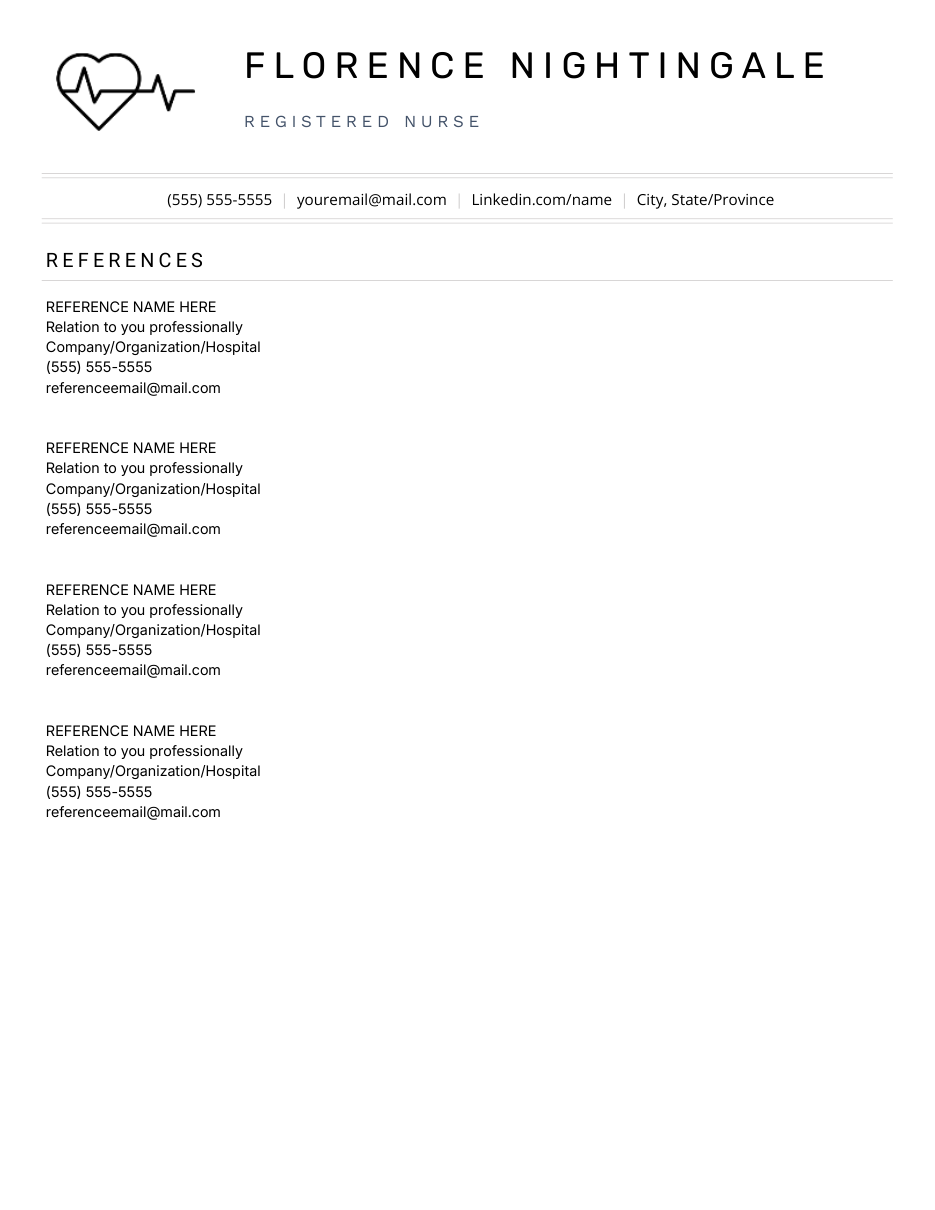 FLORENCE NIGHTINGALE
REGISTERED NURSE
(555) 555-5555 | youremail@mail.com | Linkedin.com/name | City, State/Province
REFERENCES
REFERENCE NAME HERE
Relation to you professionally
Company/Organization/Hospital
(555) 555-5555
referenceemail@mail.com
REFERENCE NAME HERE
Relation to you professionally
Company/Organization/Hospital
(555) 555-5555
referenceemail@mail.com
REFERENCE NAME HERE
Relation to you professionally
Company/Organization/Hospital
(555) 555-5555
referenceemail@mail.com
REFERENCE NAME HERE
Relation to you professionally
Company/Organization/Hospital
(555) 555-5555
referenceemail@mail.com